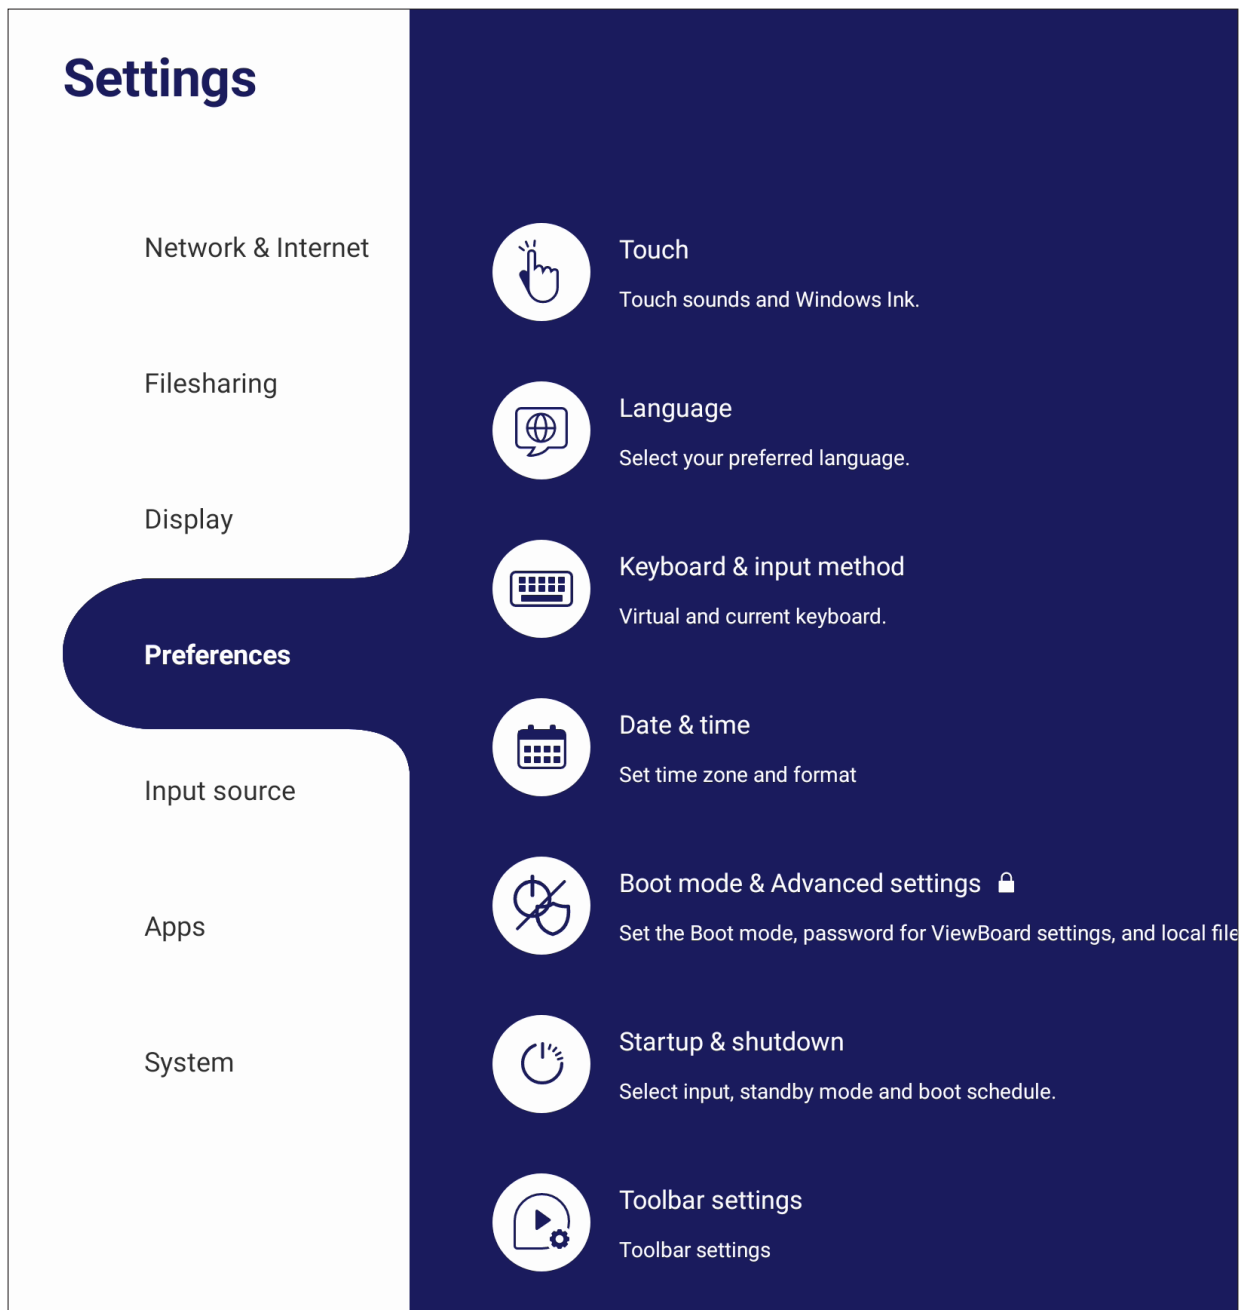 Settings
Network & Internet
Filesharing
Display
Preferences
Input source
Apps
System
Touch
Touch sounds and Windows Ink.
Language
Select your preferred language.
Keyboard & input method
Virtual and current keyboard.
Date & time
Set time zone and format
Boot mode & Advanced settings
Set the Boot mode, password for ViewBoard settings, and local file
Startup & shutdown
Select input, standby mode and boot schedule.
Toolbar settings
Toolbar settings